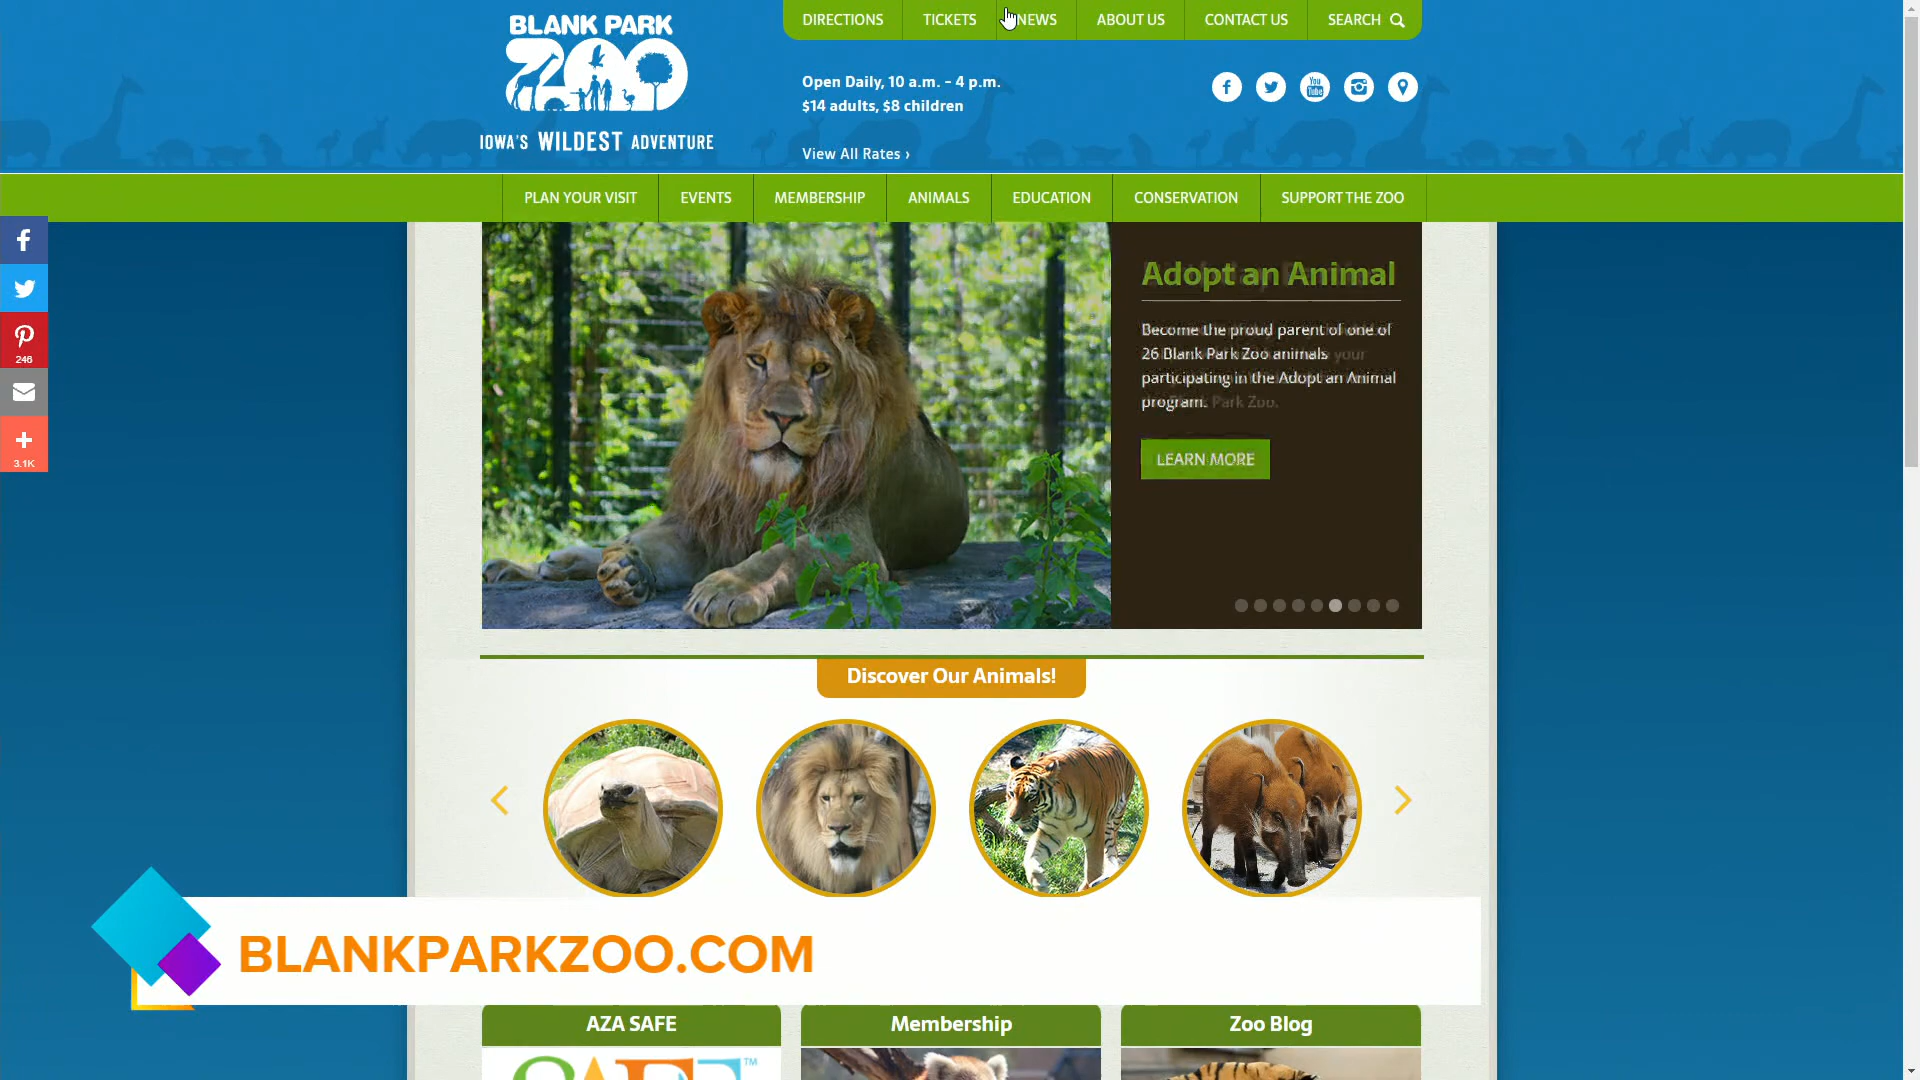 BLANK PARK
ZOO
IOWA'S WILDEST ADVENTURE
DIRECTIONS
TICKETS
NEWS
ABOUT US
CONTACT US
SEARCH
Open Daily, 10 a.m. - 4 p.m.
$14 adults, $8 children
You
Tube
View All Rates ›
PLAN YOUR VISIT
EVENTS
MEMBERSHIP
ANIMALS
EDUCATION
CONSERVATION
SUPPORT THE ZOO
246
3.1K
Adopt an Animal
Become the proud parent of one of
26 Blank Park Zoo animals
participating in the Adopt an Animal
program.
LEARN MORE
Discover Our Animals!
BLANKPARKZOO.COM
AZA SAFE
Membership
Zoo Blog
SAFE™